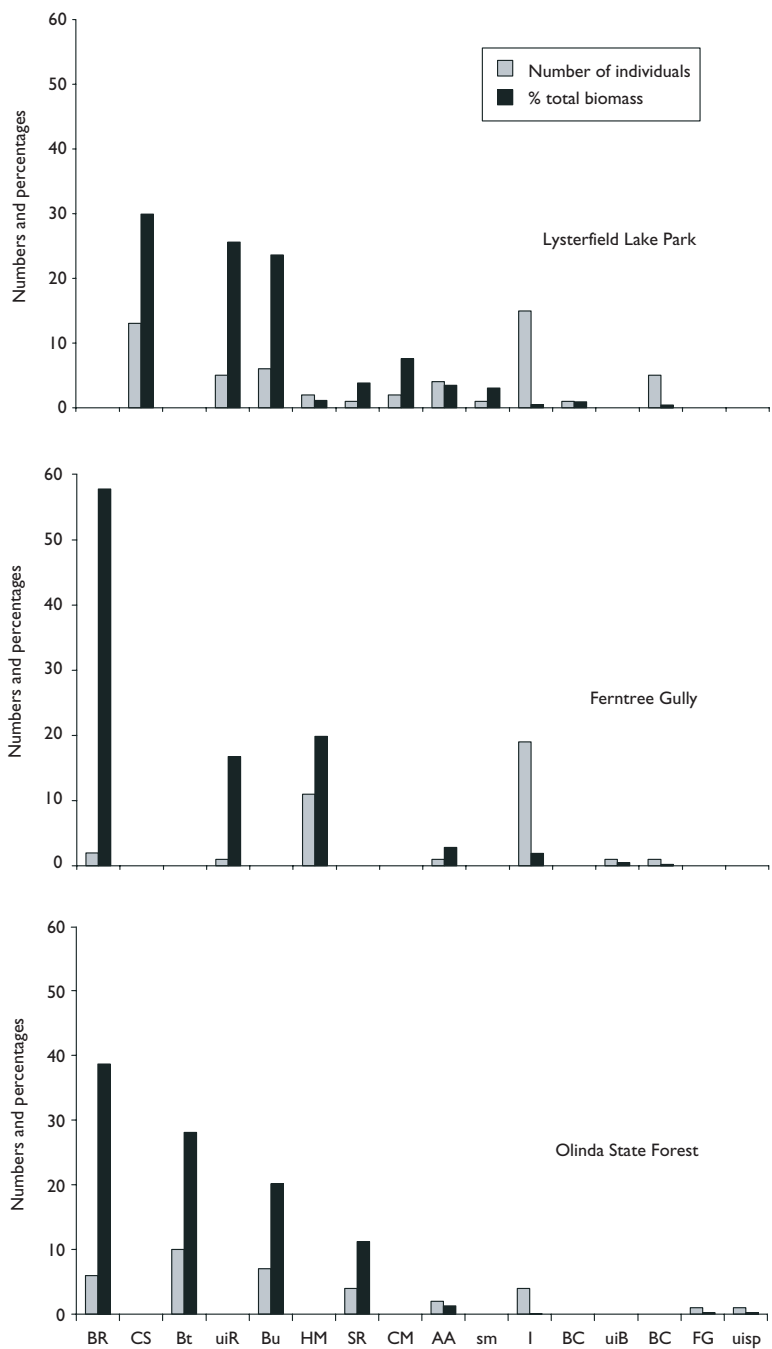 60
50
40
30
20
10
0
Numbers and percentages
Number of individuals
% total biomass
Lysterfield Lake Park
60
50
40
30
20
10
0
Numbers and percentages
Ferntree Gully
60
50
40
30
20
10
0
Numbers and percentages
Olinda State Forest
BR CS Bt uiR Bu HM SR CM AA sm I BC uiB BC FG uisp